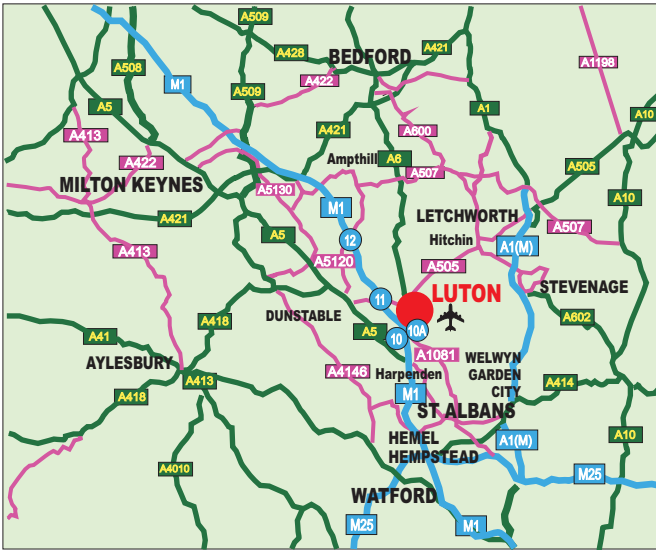 A509
A428
BEDFORD
A421
A1198
A508
M1
A422
A509
A5
A1
A10
A413
A421
A600
A422
Ampthill
A6
A507
A505
MILTON KEYNES
A5130
A10
M1
LETCHWORTH
A421
A507
A5
12
Hitchin
A1(M)
A413
A5120
A505
11
LUTON
STEVENAGE
A418
DUNSTABLE
A602
A41
A5
10
10A
AYLESBURY
A1081
WELWYN
GARDEN
CITY
A4146
Harpenden
A413
A414
A418
M1
ST ALBANS
A10
HEMEL
HEMPSTEAD
A1(M)
A4010
M25
WATFORD
M25
M1